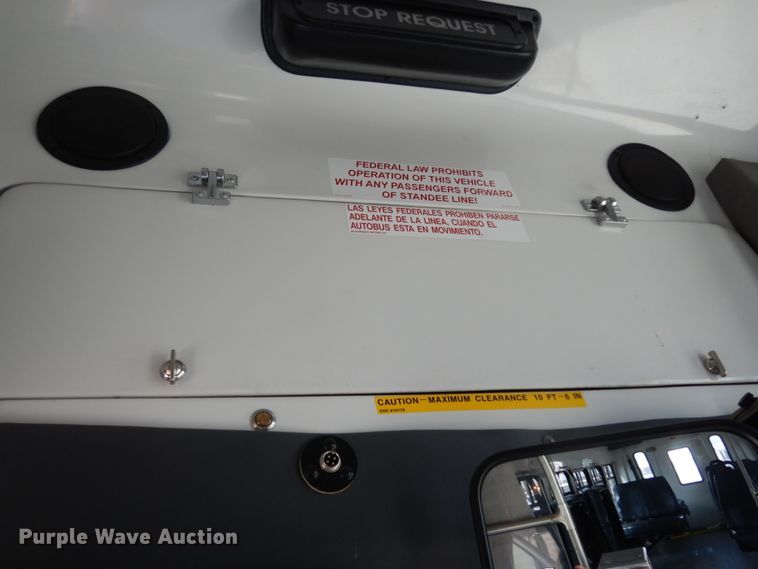 STOP REQUEST
FEDERAL LAW PROHIBITS
OPERATION OF THIS VEHICLE
WITH ANY PASSENGERS FORWARD
OF STANDEE LINE!
LAS LEYES FEDERALES PROHIBEN PARARSE
ADELANTE DE LA LINEA, CUANDO EL
AUTOBUS ESTA EN MOVIMIENTO.
CAUTION-MAXIMUM CLEARANCE 10 FT-6 IN
Purple Wave Auction